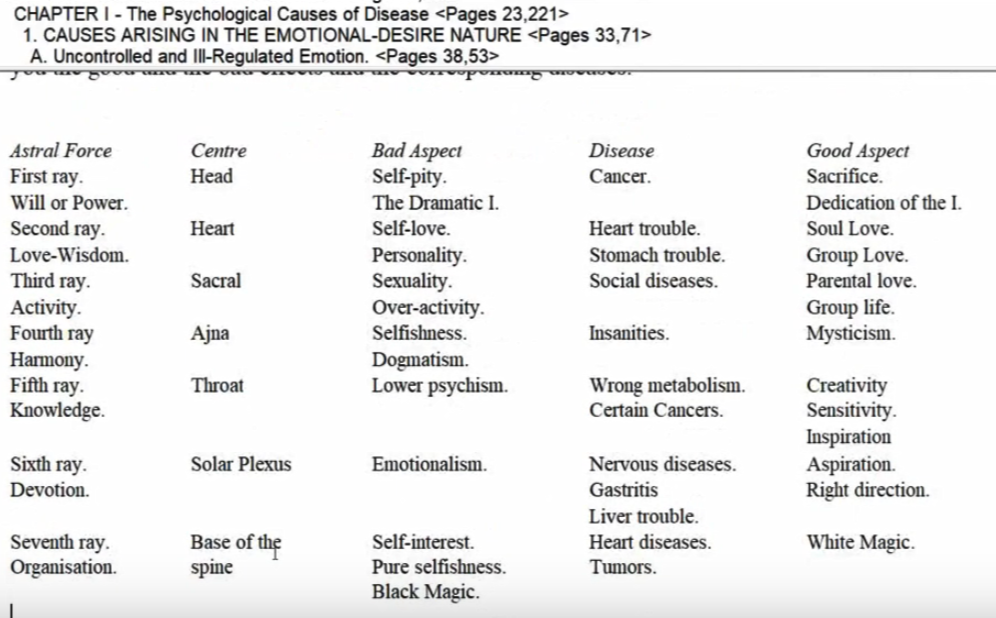 CHAPTER I - The Psychological Causes of Disease <Pages 23,221>
1. CAUSES ARISING IN THE EMOTIONAL-DESIRE NATURE <Pages 33,71>
A. Uncontrolled and Ill-Regulated Emotion. <Pages 38,53>
Astral Force Centre Bad Aspect Disease Good Aspect
First ray. Head Self-pity. Cancer. Sacrifice.
Will or Power. The Dramatic I. Dedication of the I.
Second ray. Heart Self-love. Heart trouble. Soul Love.
Love-Wisdom. Personality. Stomach trouble. Group Love.
Third ray. Sacral Sexuality. Social diseases. Parental love.
Activity. Over-activity. Group life.
Fourth ray Ajna Selfishness. Insanities. Mysticism.
Harmony. Dogmatism.
Fifth ray. Throat Lower psychism. Wrong metabolism. Creativity
Knowledge. Certain Cancers. Sensitivity.
Inspiration
Sixth ray. Solar Plexus Emotionalism. Nervous diseases. Aspiration.
Devotion. Gastritis Right direction.
Liver trouble.
Seventh ray. Base of the Self-interest. Heart diseases. White Magic.
Organisation. spine Pure selfishness. Tumors.
Black Magic.